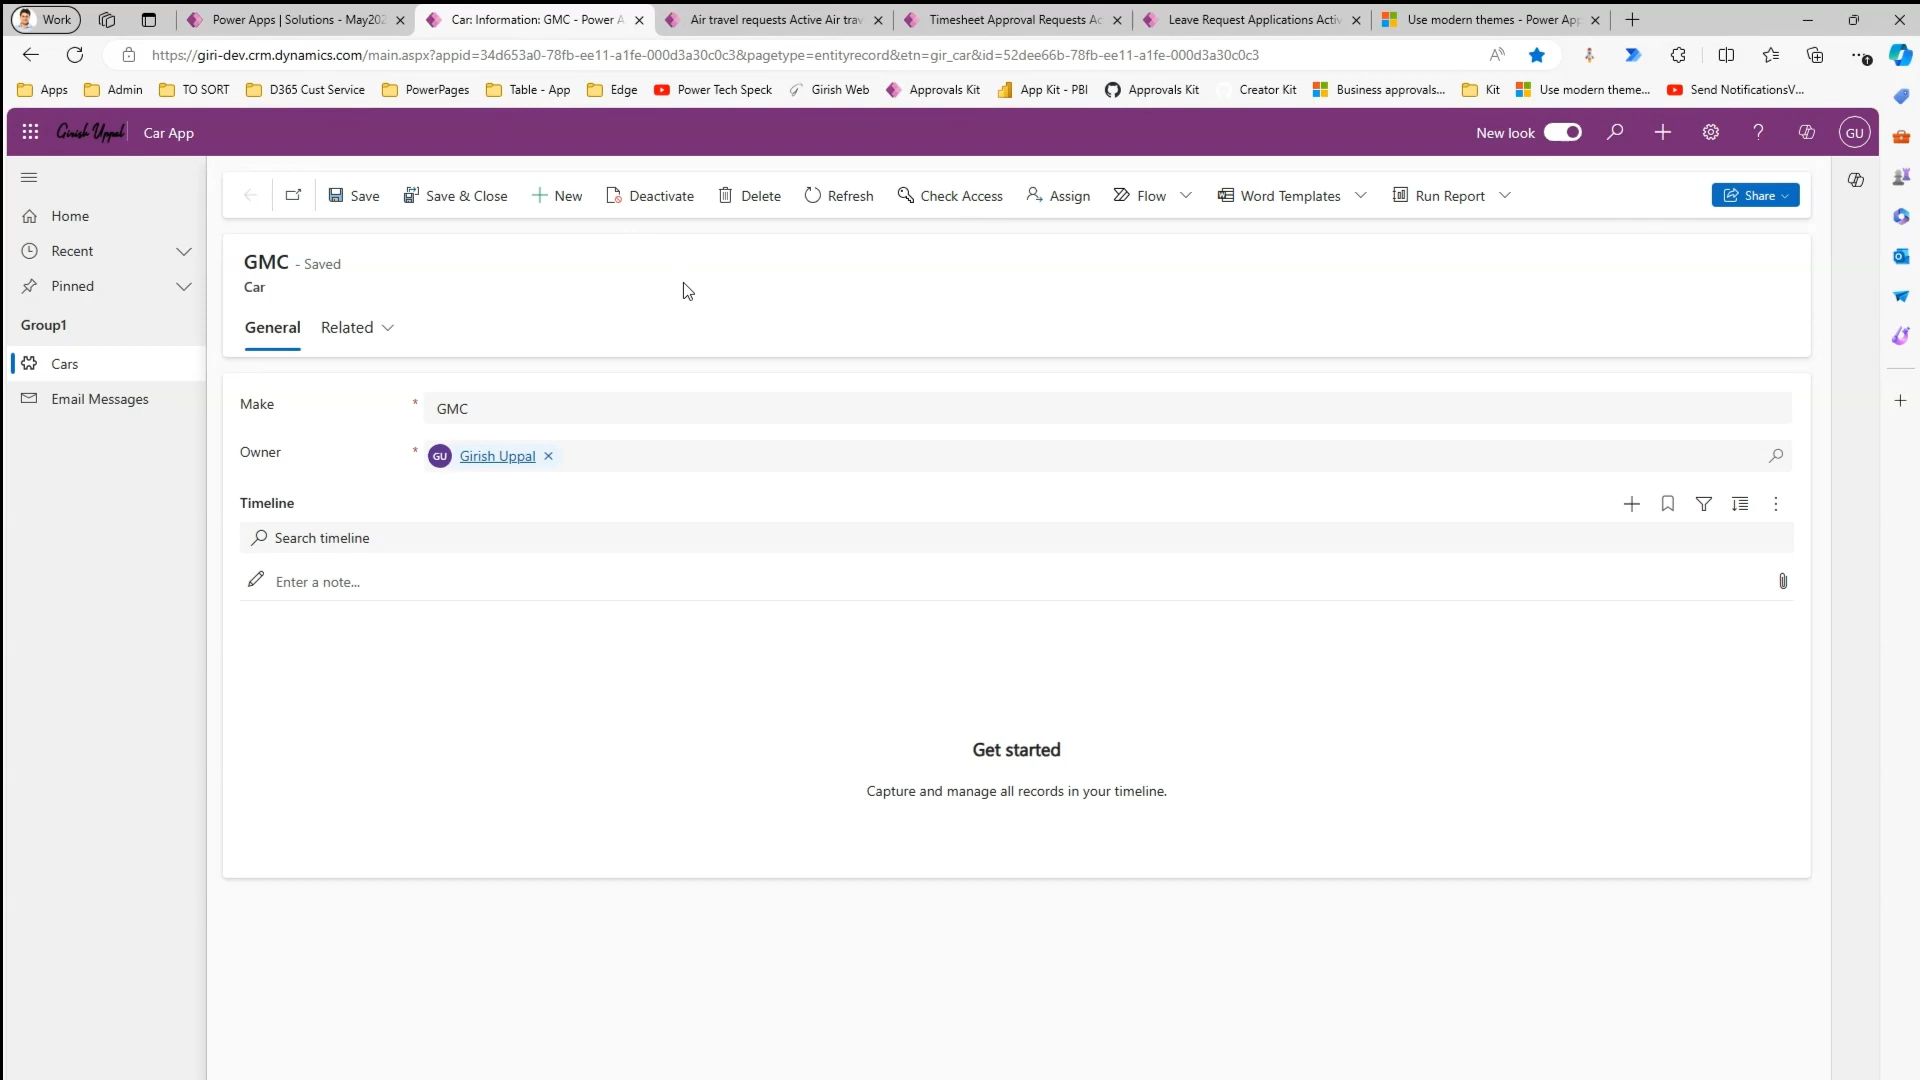 Work
Power Apps | Solutions - May202
Car: Information: GMC - Power A
Air travel requests Active Air trav
Timesheet Approval Requests Ac
Leave Request Applications Activ
Use modern themes - Power App
https://giri-dev.crm.dynamics.com/main.aspx?appid=34d653a0-78fb-ee11-a1fe-000d3a30c0c3&pagetype=entityrecord&etn=gir_car&id=52dee66b-78fb-ee11-a1fe-000d3a30c0c3
Apps
Admin
TO SORT
D365 Cust Service
PowerPages
Table - App
Edge
Power Tech Speck
Girish Web
Approvals Kit
App Kit - PBI
Approvals Kit
Creator Kit
Business approvals...
Kit
Use modern theme...
Send NotificationsV...
Girish Uppal
Car App
New look
GU
Save
Save & Close
New
Deactivate
Delete
Refresh
Check Access
Assign
Flow
Word Templates
Run Report
Share
Home
Recent
Pinned
Group1
Cars
Email Messages
GMC - Saved
Car
General
Related
Make * GMC
Owner * GU Girish Uppal
Timeline
Search timeline
Enter a note...
Get started
Capture and manage all records in your timeline.